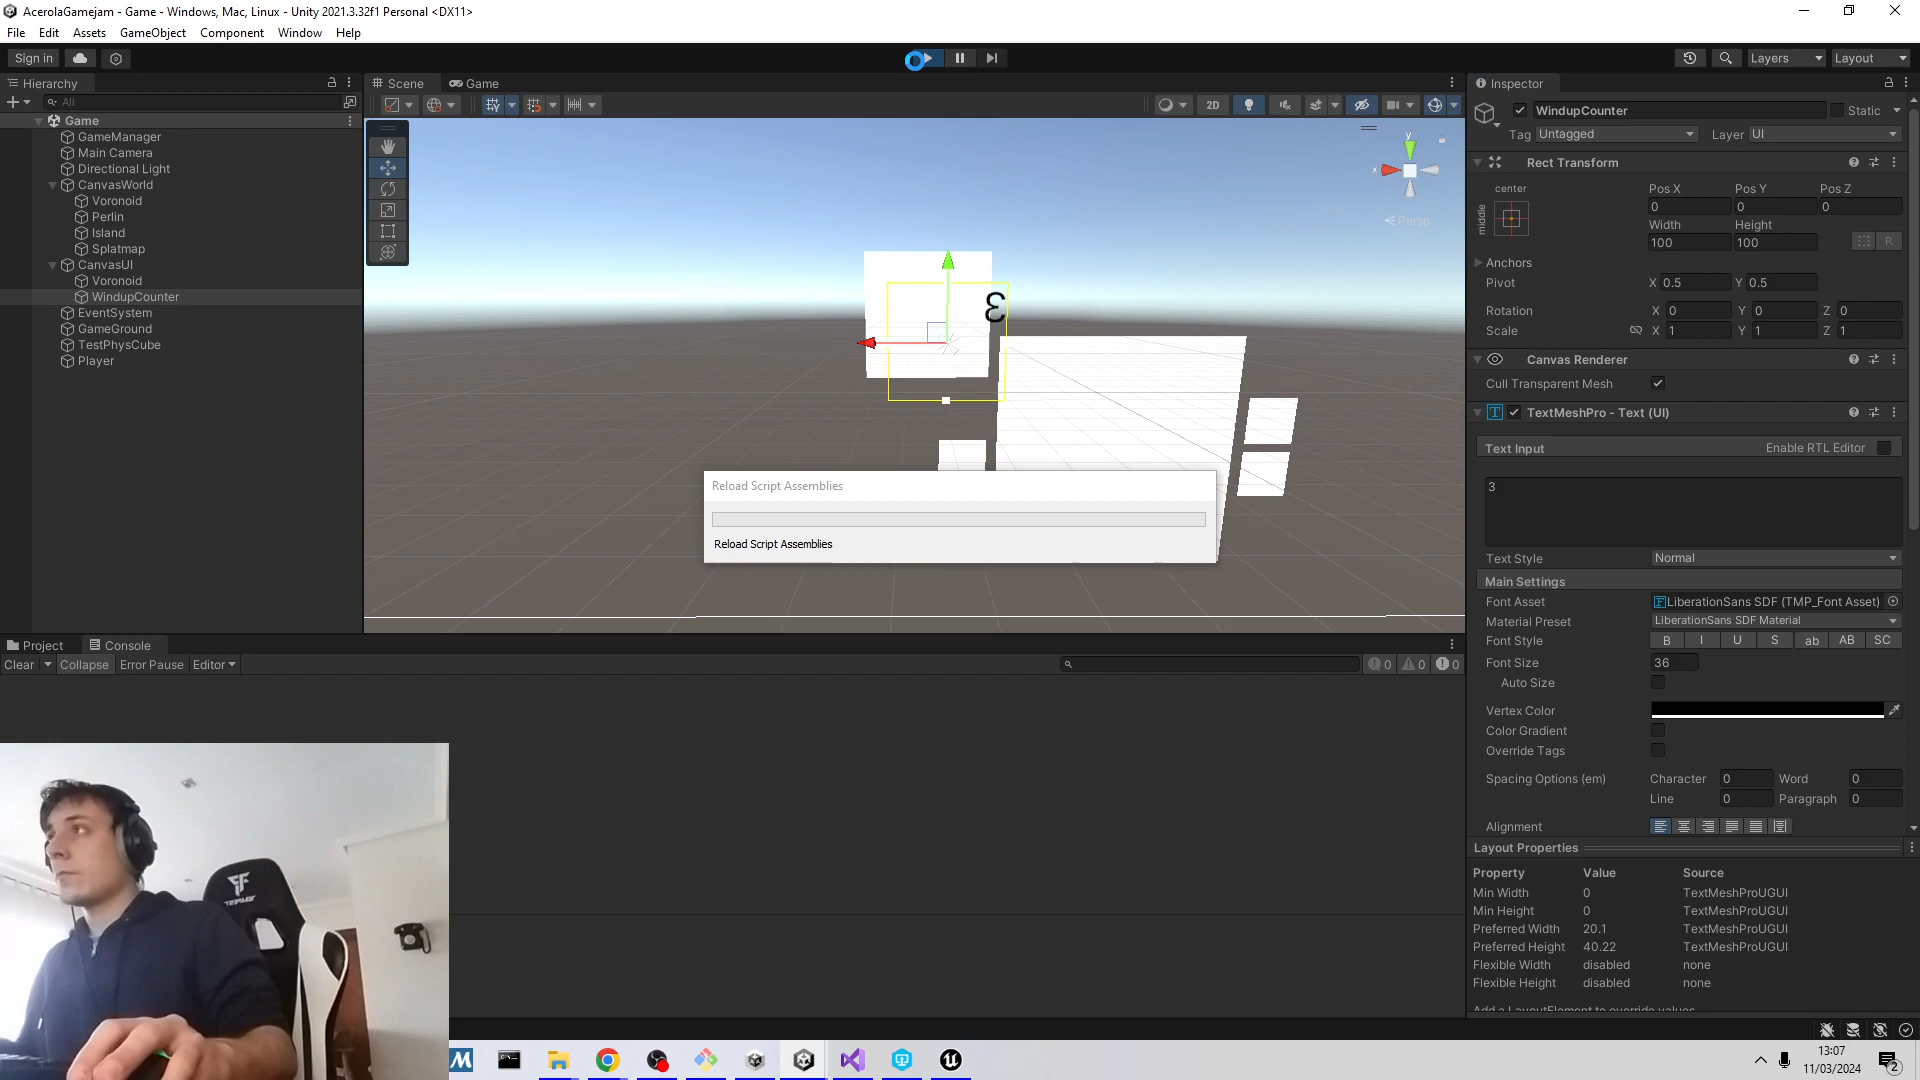 AcerolaGamejam - Game - Windows, Mac, Linux - Unity 2021.3.32f1 Personal <DX11>
File Edit Assets GameObject Component Window Help
Sign in
Layers
Layout
Hierarchy
All
Game
GameManager
Main Camera
Directional Light
CanvasWorld
Voronoid
Perlin
Island
Splatmap
CanvasUI
Voronoid
WindupCounter
EventSystem
GameGround
TestPhysCube
Player
Scene
Game
2D
y
x
Persp
3
Reload Script Assemblies
Reload Script Assemblies
Project
Console
Clear
Collapse
Error Pause
Editor
0
0
0
Inspector
WindupCounter
Static
Tag Untagged
Layer UI
Rect Transform
center
middle
Pos X Pos Y Pos Z
0 0 0
Width Height
100 100
R
Anchors
Pivot X 0.5 Y 0.5
Rotation X 0 Y 0 Z 0
Scale X 1 Y 1 Z 1
Canvas Renderer
Cull Transparent Mesh
TextMeshPro - Text (UI)
Text Input
Enable RTL Editor
3
Text Style Normal
Main Settings
Font Asset LiberationSans SDF (TMP_Font Asset)
Material Preset LiberationSans SDF Material
Font Style B I U S ab AB SC
Font Size 36
Auto Size
Vertex Color
Color Gradient
Override Tags
Spacing Options (em) Character 0 Word 0
Line 0 Paragraph 0
Alignment
Layout Properties
Property Value Source
Min Width 0 TextMeshProUGUI
Min Height 0 TextMeshProUGUI
Preferred Width 20.1 TextMeshProUGUI
Preferred Height 40.22 TextMeshProUGUI
Flexible Width disabled none
Flexible Height disabled none
Add a LayoutElement to override values
13:07
11/03/2024
2